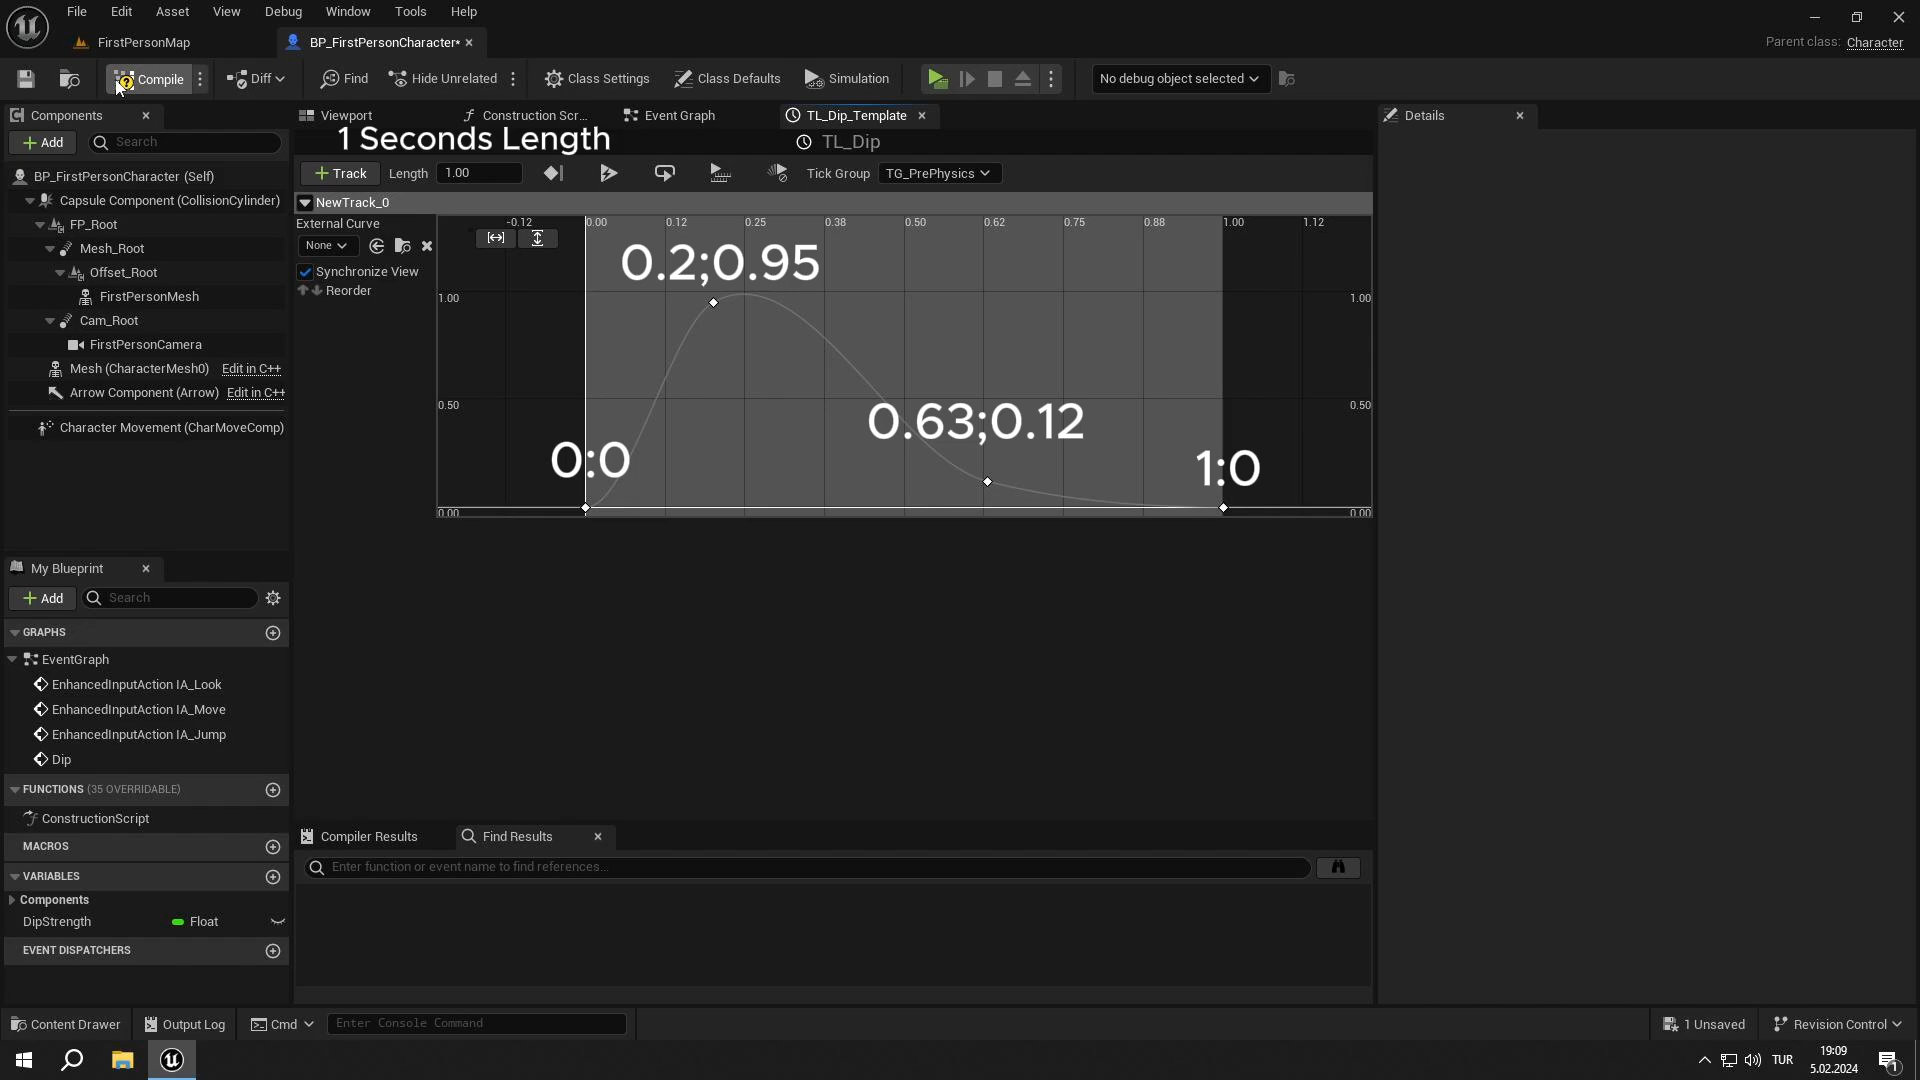 File Edit Asset View Debug Window Tools Help
FirstPersonMap
BP_FirstPersonCharacter*
Parent class: Character
Compile
Diff
Find
Hide Unrelated
Class Settings
Class Defaults
Simulation
No debug object selected
Components
Add
Search
BP_FirstPersonCharacter (Self)
Capsule Component (CollisionCylinder)
FP_Root
Mesh_Root
Offset_Root
FirstPersonMesh
Cam_Root
FirstPersonCamera
Mesh (CharacterMesh0) Edit in C++
Arrow Component (Arrow) Edit in C++
Character Movement (CharMoveComp)
My Blueprint
Add
Search
GRAPHS
EventGraph
EnhancedInputAction IA_Look
EnhancedInputAction IA_Move
EnhancedInputAction IA_Jump
Dip
FUNCTIONS (35 OVERRIDABLE)
ConstructionScript
MACROS
VARIABLES
Components
DipStrength Float
EVENT DISPATCHERS
Viewport
Construction Scr...
Event Graph
TL_Dip_Template
1 Seconds Length
TL_Dip
Track
Length 1.00
Tick Group TG_PrePhysics
NewTrack_0
External Curve
None
Synchronize View
Reorder
-0.12 0.00 0.12 0.25 0.38 0.50 0.62 0.75 0.88 1.00 1.12
0.2;0.95
1.00 1.00
0.50 0.50
0.63;0.12
0:0
1:0
0.00 0.00
Compiler Results
Find Results
Enter function or event name to find references...
Details
Content Drawer
Output Log
Cmd
Enter Console Command
1 Unsaved
Revision Control
TUR
19:09
5.02.2024
1